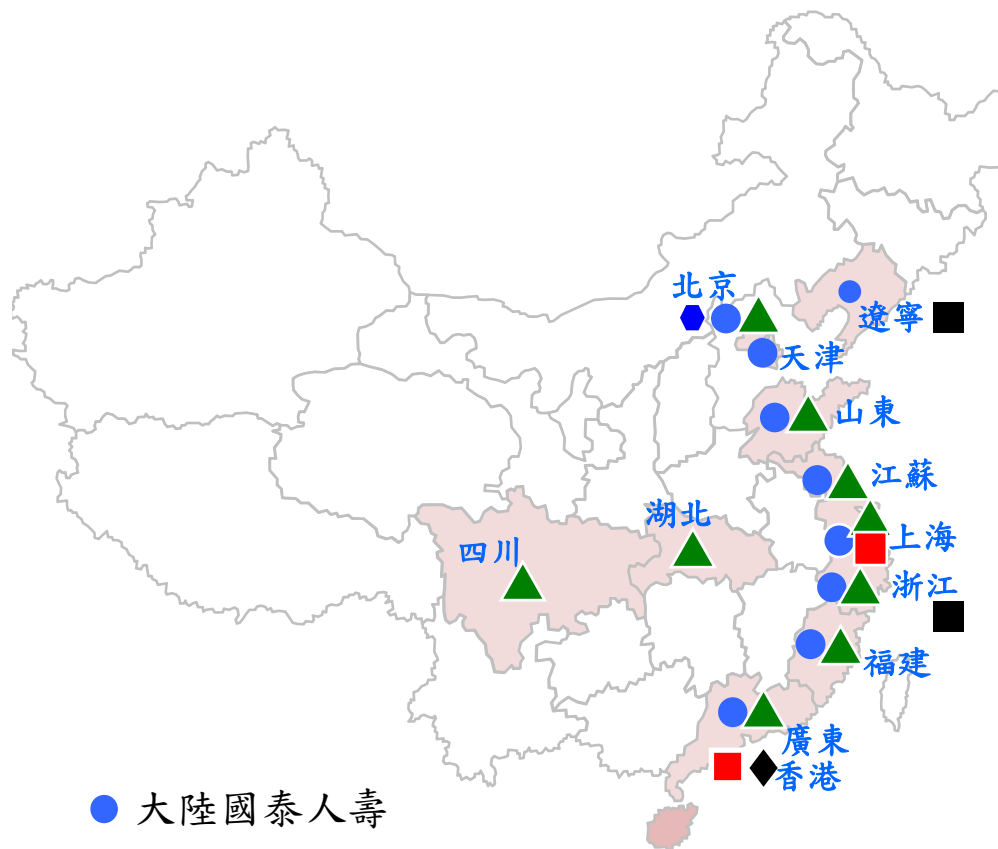 北京
遼寧
天津
山東
江蘇
湖北
上海
四川
浙江
福建
廣東
香港
大陸國泰人壽